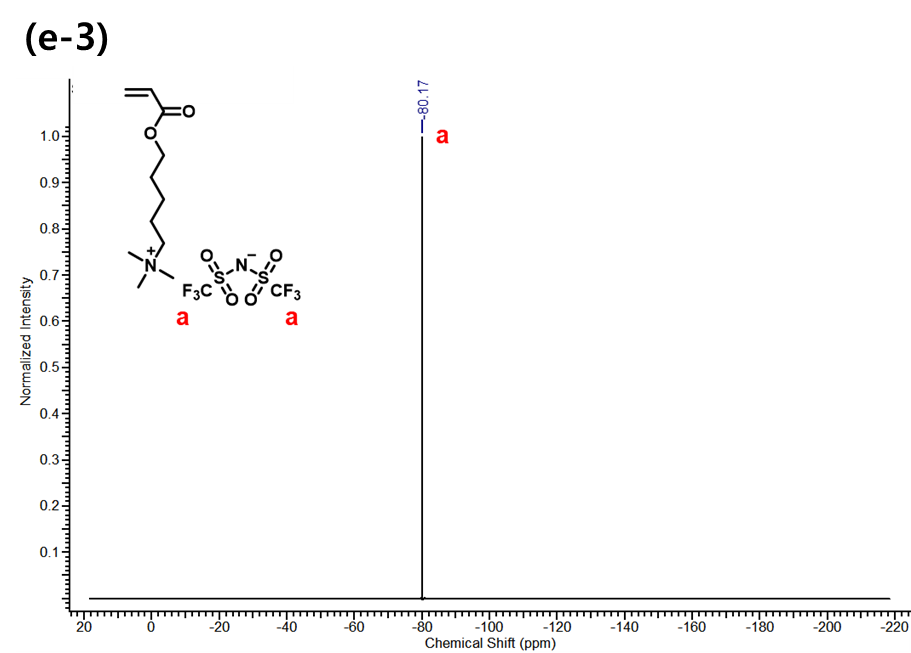 (e-3)
-80.17
a
1.0
0.9
0.8
0.7
0.6
0.5
0.4
0.3
0.2
0.1
Normalized Intensity
O
O
N
+
O
N
−
O
S
S
F3C
O
O
CF3
a
a
20
0
-20
-40
-60
-80
-100
-120
-140
-160
-180
-200
-220
Chemical Shift (ppm)